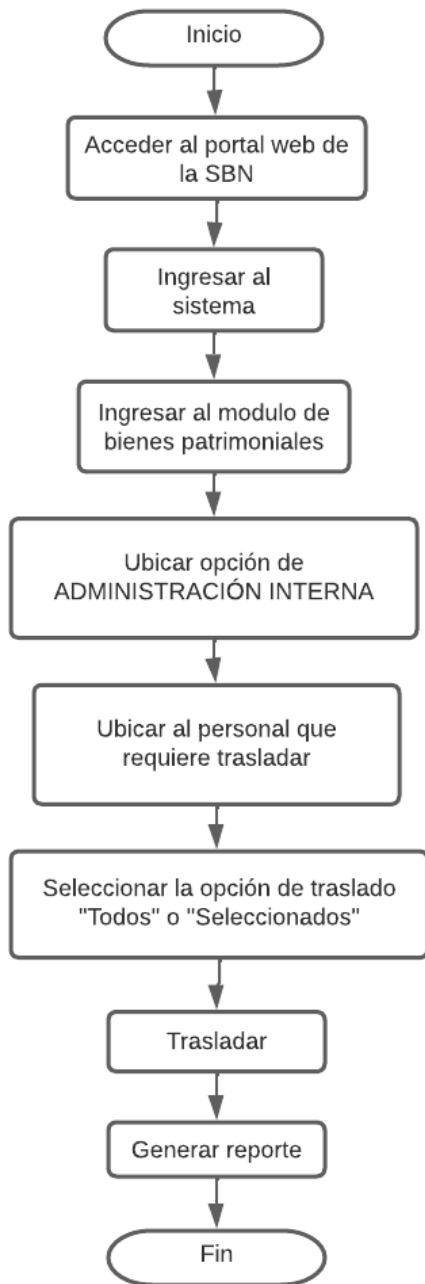 Inicio
Acceder al portal web de
la SBN
Ingresar al
sistema
Ingresar al modulo de
bienes patrimoniales
Ubicar opción de
ADMINISTRACIÓN INTERNA
Ubicar al personal que
requiere trasladar
Seleccionar la opción de traslado
"Todos" o "Seleccionados"
Trasladar
Generar reporte
Fin